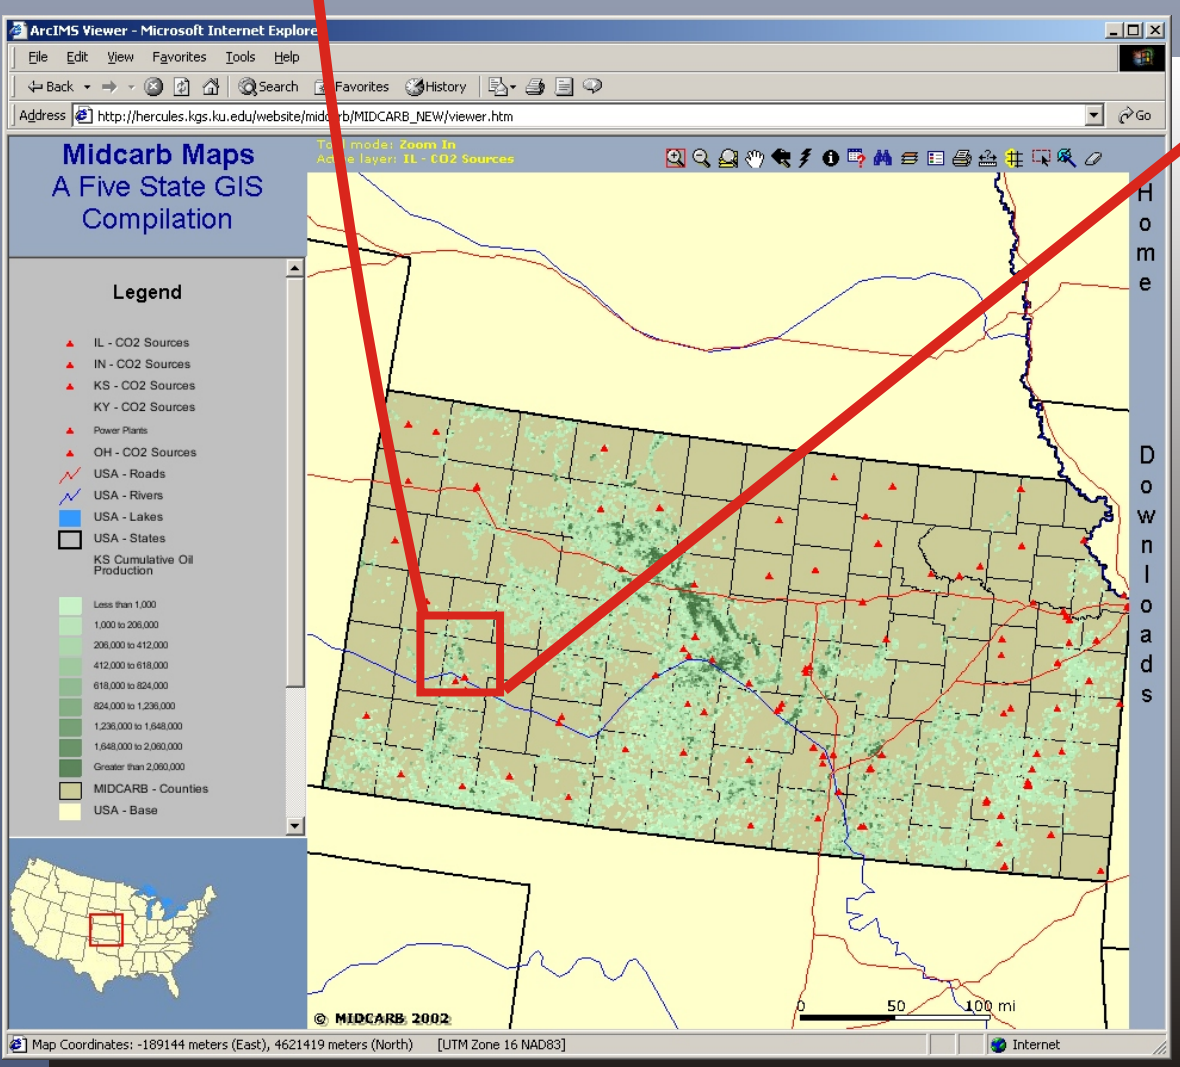 ArcIMS Viewer - Microsoft Internet Explore
File Edit View Favorites Tools Help
Back Search Favorites History
Address http://hercules.kgs.ku.edu/website/midcarb/MIDCARB_NEW/viewer.htm Go
Midcarb Maps
A Five State GIS
Compilation
Tool mode: Zoom In
Active layer: IL - CO2 Sources
Home
Downloads
Legend
IL - CO2 Sources
IN - CO2 Sources
KS - CO2 Sources
KY - CO2 Sources
Power Plants
OH - CO2 Sources
USA - Roads
USA - Rivers
USA - Lakes
USA - States
KS Cumulative Oil
Production
Less than 1,000
1,000 to 206,000
206,000 to 412,000
412,000 to 618,000
618,000 to 824,000
824,000 to 1,236,000
1,236,000 to 1,648,000
1,648,000 to 2,060,000
Greater than 2,060,000
MIDCARB - Counties
USA - Base
0 50 100 mi
© MIDCARB 2002
Map Coordinates: -189144 meters (East), 4621419 meters (North) [UTM Zone 16 NAD83] Internet